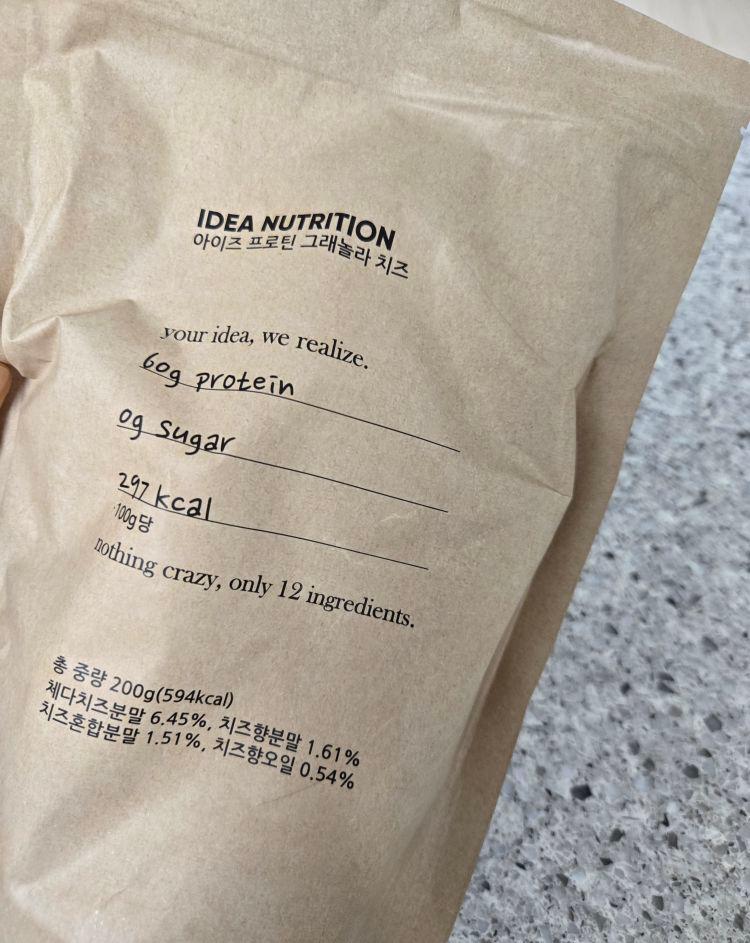 IDEA NUTRITION
아이즈 프로틴 그래놀라 치즈
your idea, we realize.
60g protein
0g sugar
297 kcal
·100g당
nothing crazy, only 12 ingredients.
총 중량 200g(594kcal)
체다치즈분말 6.45%, 치즈향분말 1.61%
치즈혼합분말 1.51%, 치즈향오일 0.54%